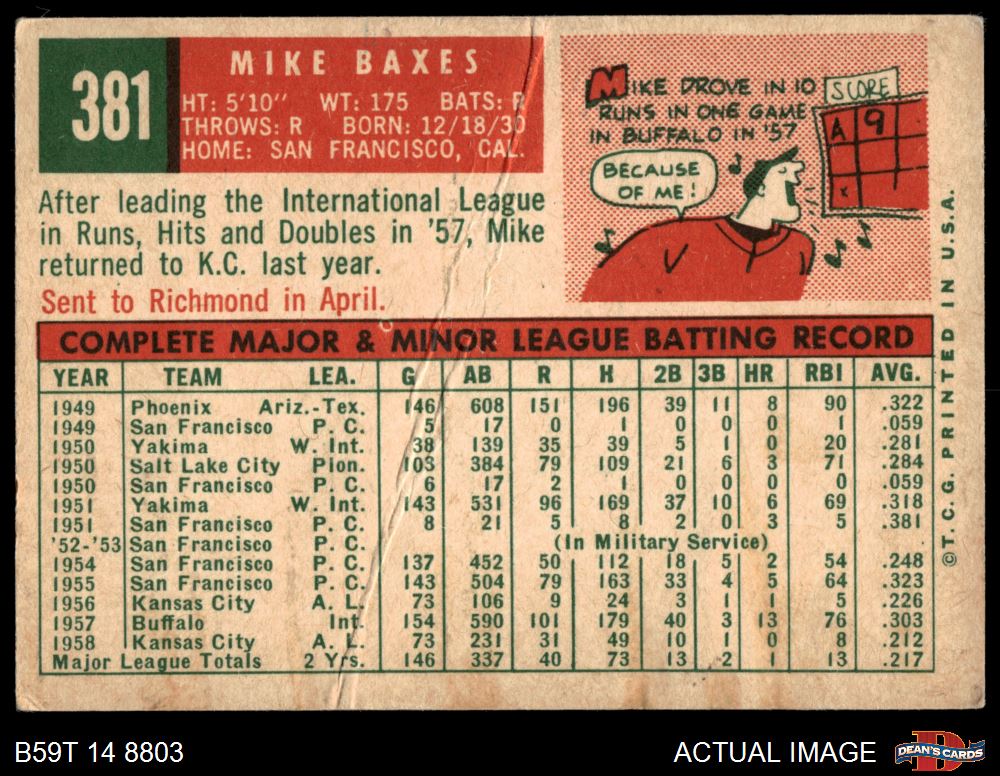 381
MIKE BAXES
HT: 5'10" WT: 175 BATS: R
THROWS: R BORN: 12/18/30
HOME: SAN FRANCISCO, CAL.
MIKE DROVE IN 10
RUNS IN ONE GAME
IN BUFFALO IN '57
SCORE
A 9
X
BECAUSE
OF ME!
After leading the International League
in Runs, Hits and Doubles in '57, Mike
returned to K.C. last year.
Sent to Richmond in April.
COMPLETE MAJOR & MINOR LEAGUE BATTING RECORD
YEAR TEAM LEA. G AB R H 2B 3B HR RBI AVG.
1949 Phoenix Ariz.-Tex. 146 608 151 196 39 11 8 90 .322
1949 San Francisco P. C. 5 17 0 1 0 0 0 1 .059
1950 Yakima W. Int. 38 139 35 39 5 1 0 20 .281
1950 Salt Lake City Pion. 103 384 79 109 21 6 3 71 .284
1950 San Francisco P. C. 6 17 2 1 0 0 0 0 .059
1951 Yakima W. Int. 143 531 96 169 37 10 6 69 .318
1951 San Francisco P. C. 8 21 5 8 2 0 3 5 .381
'52-'53 San Francisco P. C. (In Military Service)
1954 San Francisco P. C. 137 452 50 112 18 5 2 54 .248
1955 San Francisco P. C. 143 504 79 163 33 4 5 64 .323
1956 Kansas City A. L. 73 106 9 24 3 1 1 5 .226
1957 Buffalo Int. 154 590 101 179 40 3 13 76 .303
1958 Kansas City A. L. 73 231 31 49 10 1 0 8 .212
Major League Totals 2 Yrs. 146 337 40 73 13 2 1 13 .217
©T.C.G. PRINTED IN U.S.A.
B59T 14 8803
ACTUAL IMAGE
DEAN'S CARDS